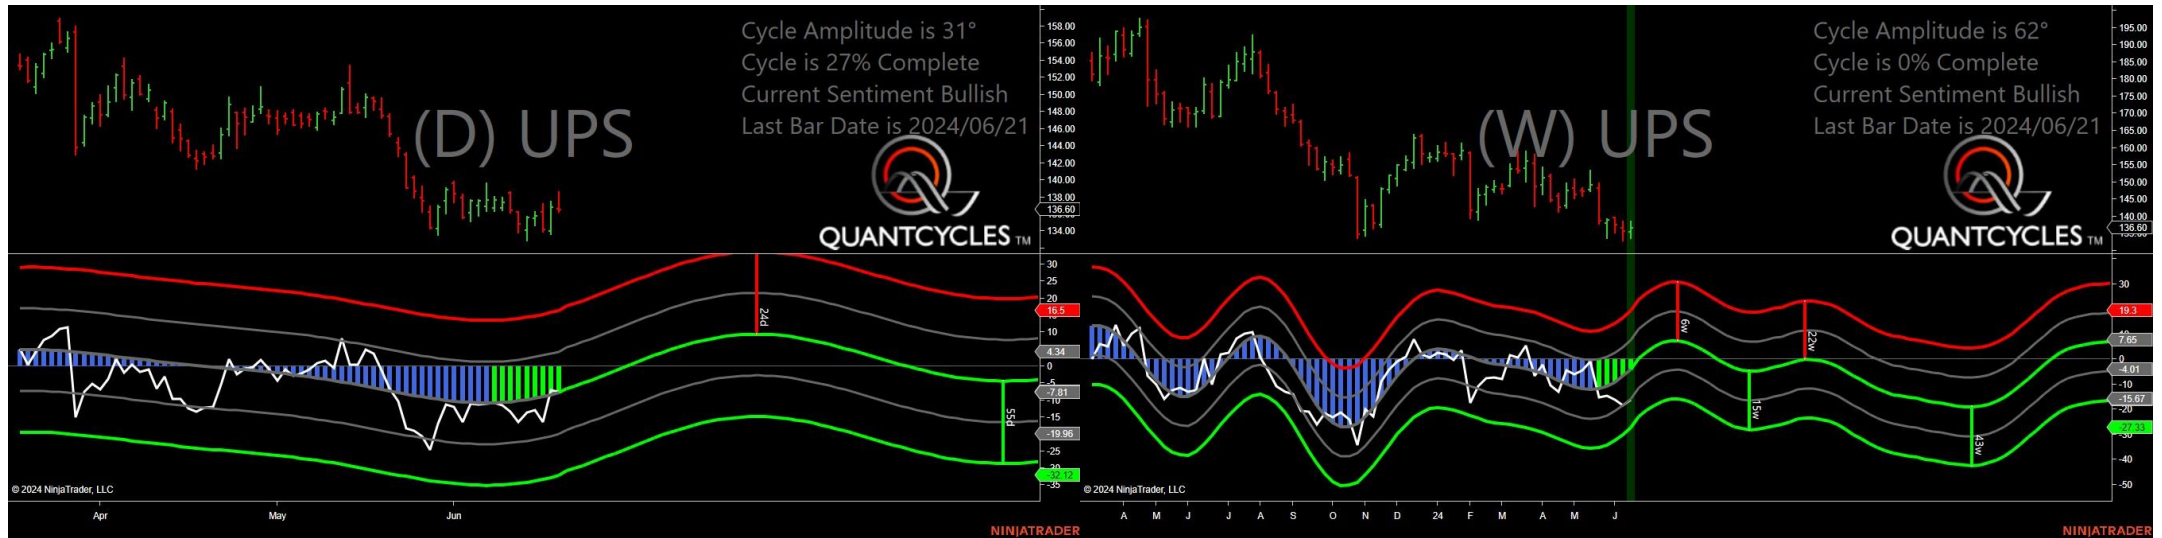 Cycle Amplitude is 31°
Cycle is 27% Complete
Current Sentiment Bullish
Last Bar Date is 2024/06/21
(D) UPS
QUANTCYCLES TM
158.00
156.00
154.00
152.00
150.00
148.00
146.00
144.00
142.00
140.00
138.00
136.60
134.00
24d
55d
30
25
20
16.5
10
4.34
0
-5
-7.81
-10
-15
-19.96
-25
-32.12
-35
© 2024 NinjaTrader, LLC
Apr May Jun
NINJATRADER
Cycle Amplitude is 62°
Cycle is 0% Complete
Current Sentiment Bullish
Last Bar Date is 2024/06/21
(W) UPS
QUANTCYCLES TM
195.00
190.00
185.00
180.00
175.00
170.00
165.00
160.00
155.00
150.00
145.00
140.00
136.60
6w
15w
22w
43w
30
19.3
7.65
0
-4.01
-10
-15.67
-20
-27.33
-30
-40
-50
© 2024 NinjaTrader, LLC
A M J J A S O N D 24 F M A M J
NINJATRADER